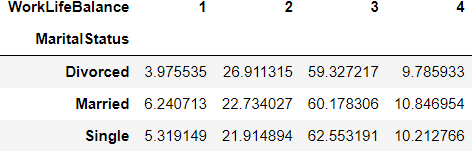 WorkLifeBalance 1 2 3 4
MaritalStatus
Divorced 3.975535 26.911315 59.327217 9.785933
Married 6.240713 22.734027 60.178306 10.846954
Single 5.319149 21.914894 62.553191 10.212766